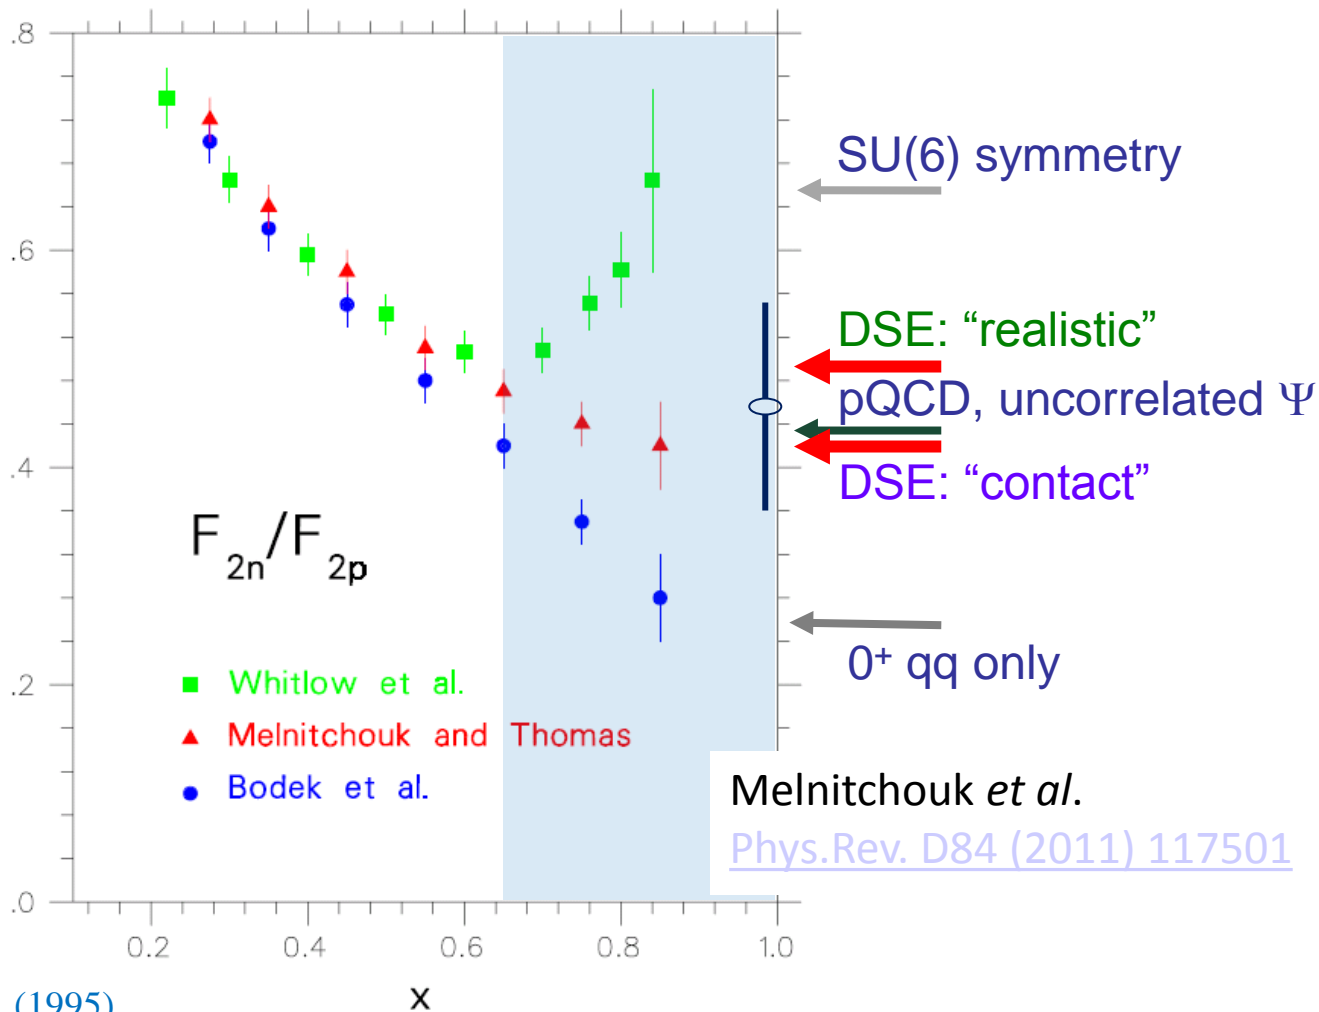 .8
.6
.4
.2
.0
0.2 0.4 0.6 0.8 1.0
x
F2n/F2p
Whitlow et al.
Melnitchouk and Thomas
Bodek et al.
SU(6) symmetry
DSE: “realistic”
pQCD, uncorrelated Ψ
DSE: “contact”
0+ qq only
Melnitchouk et al.
Phys.Rev. D84 (2011) 117501
(1995)